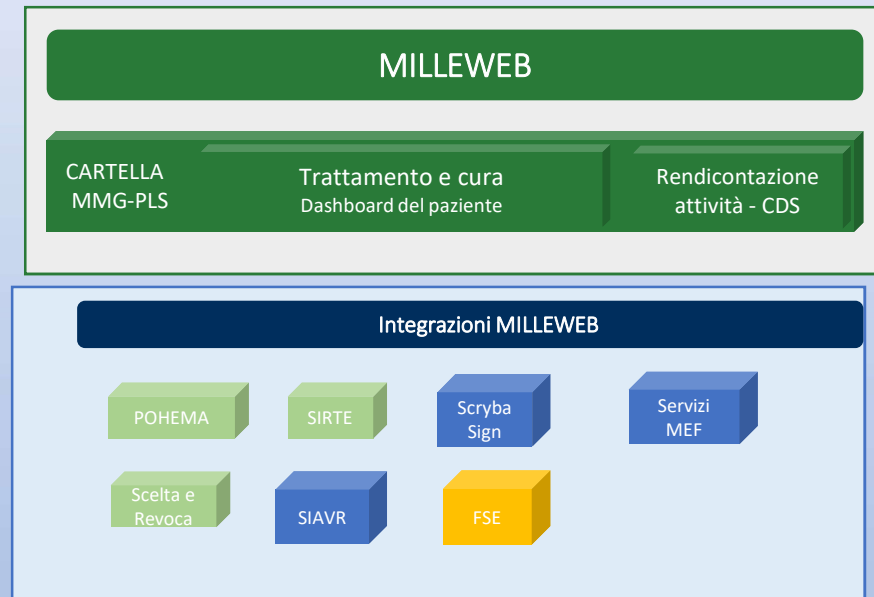 MILLEWEB
CARTELLA
MMG-PLS
Trattamento e cura
Dashboard del paziente
Rendicontazione
attività - CDS
Integrazioni MILLEWEB
POHEMA
SIRTE
Scryba
Sign
Servizi
MEF
Scelta e
Revoca
SIAVR
FSE